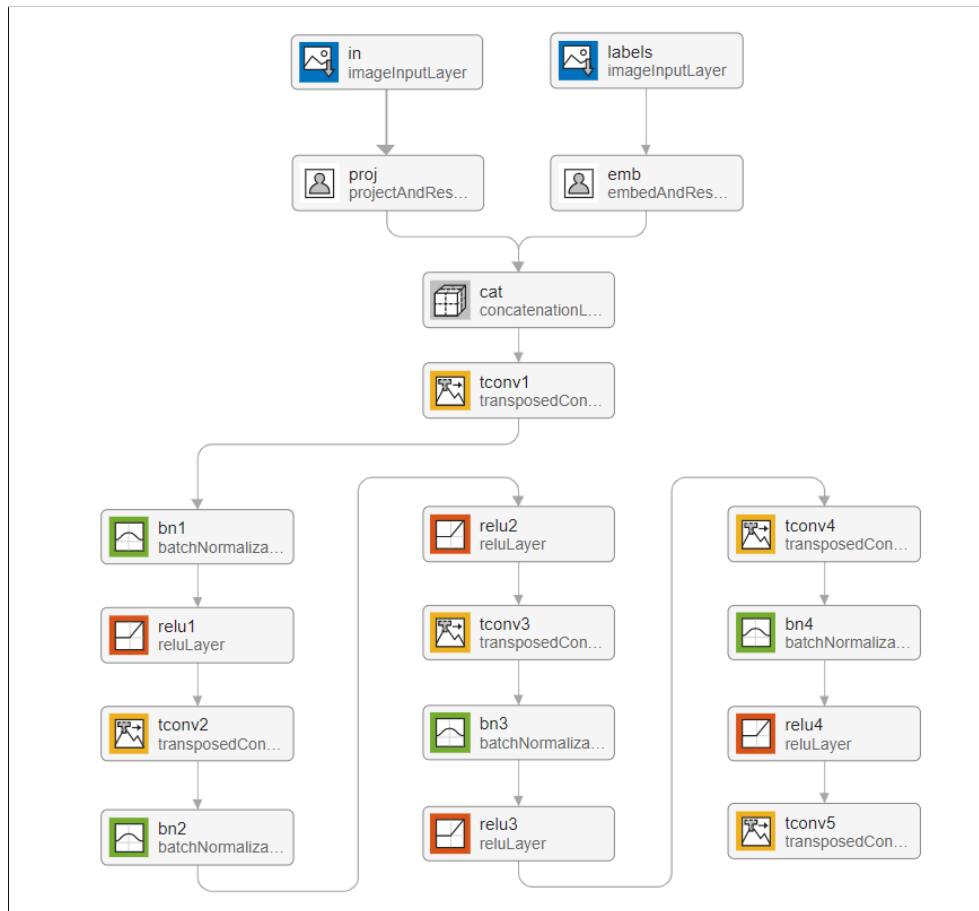 in
imageInputLayer
labels
imageInputLayer
proj
projectAndRes...
emb
embedAndRes...
cat
concatenationL...
tconv1
transposedCon...
bn1
batchNormaliza...
relu1
reluLayer
tconv2
transposedCon...
bn2
batchNormaliza...
relu2
reluLayer
tconv3
transposedCon...
bn3
batchNormaliza...
relu3
reluLayer
tconv4
transposedCon...
bn4
batchNormaliza...
relu4
reluLayer
tconv5
transposedCon...